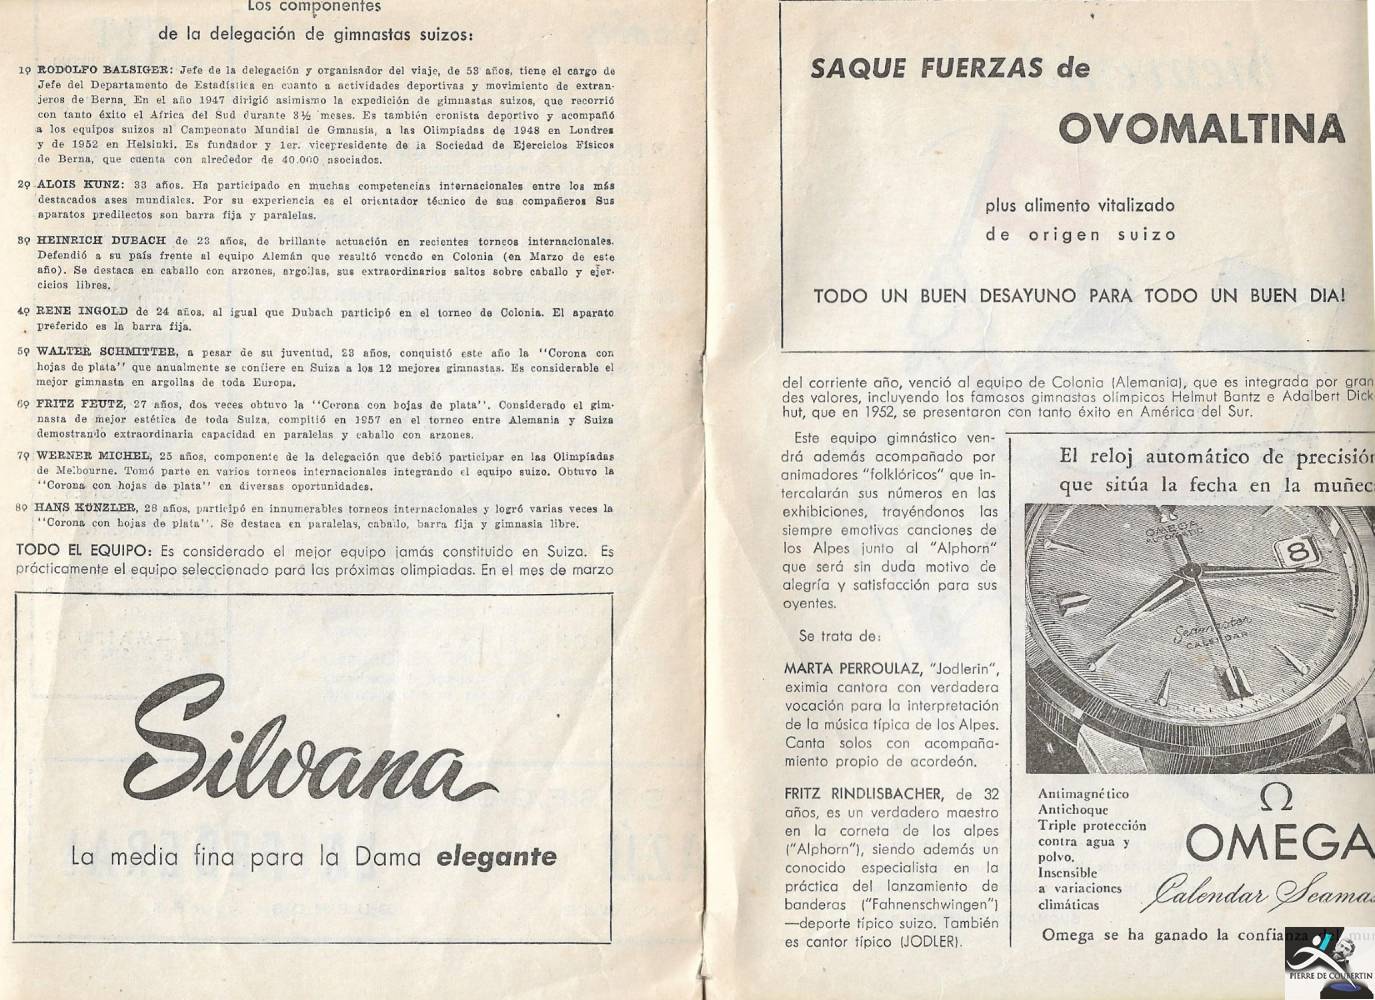 Los componentes
de la delegación de gimnastas suizos:
1º RODOLFO BALSIGER: Jefe de la delegación y organisador del viaje, de 53 años, tiene el cargo de
Jefe del Departamento de Estadística en cuanto a actividades deportivas y movimiento de extran-
jeros de Berna. En el año 1947 dirigió asimismo la expedición de gimnastas suizos, que recorrió
con tanto éxito el Africa del Sud durante 3½ meses. Es también cronista deportivo y acompañó
a los equipos suizos al Campeonato Mundial de Gmnasia, a las Olimpiadas de 1948 en Londres
y de 1952 en Helsinki. Es fundador y 1er. vicepresidente de la Sociedad de Ejercicios Físicos
de Berna, que cuenta con alrededor de 40.000 asociados.
2º ALOIS KUNZ: 33 años. Ha participado en muchas competencias internacionales entre los más
destacados ases mundiales. Por su experiencia es el orientador técnico de sus compañeros Sus
aparatos predilectos son barra fija y paralelas.
3º HEINRICH DUBACH de 23 años, de brillante actuación en recientes torneos internacionales.
Defendió a su país frente al equipo Alemán que resultó vencdo en Colonia (en Marzo de este
año). Se destaca en caballo con arzones, argollas, sus extraordinarios saltos sobre caballo y ejer-
cicios libres.
4º RENE INGOLD de 24 años, al igual que Dubach participó en el torneo de Colonia. El aparato
preferido es la barra fija.
5º WALTER SCHMITTER, a pesar de su juventud, 23 años, conquistó este año la "Corona con
hojas de plata" que anualmente se confiere en Suiza a los 12 mejores gimnastas. Es considerable el
mejor gimnasta en argollas de toda Europa.
6º FRITZ FEUTZ, 27 años, dos veces obtuvo la "Corona con hojas de plata". Considerado el gim-
nasta de mejor estética de toda Suiza, compitió en 1957 en el torneo entre Alemania y Suiza
demostrando extraordinaria capacidad en paralelas y caballo con arzones.
7º WERNER MICHEL, 25 años, componente de la delegación que debió participar en las Olimpíadas
de Melbourne. Tomó parte en varios torneos internacionales integrando el equipo suizo. Obtuvo la
"Corona con hojas de plata" en diversas oportunidades.
8º HANS KÜNZLER, 28 años, participó en innumerables torneos internacionales y logró varias veces la
"Corona con hojas de plata". Se destaca en paralelas, caballo, barra fija y gimnasia libre.
TODO EL EQUIPO: Es considerado el mejor equipo jamás constituido en Suiza. Es
prácticamente el equipo seleccionado para las próximas olimpiadas. En el mes de marzo
Silvana
La media fina para la Dama elegante
SAQUE FUERZAS de
OVOMALTINA
plus alimento vitalizado
de origen suizo
TODO UN BUEN DESAYUNO PARA TODO UN BUEN DIA!
del corriente año, venció al equipo de Colonia (Alemania), que es integrada por gran
des valores, incluyendo los famosos gimnastas olímpicos Helmut Bantz e Adalbert Dick
hut, que en 1952, se presentaron con tanto éxito en América del Sur.
Este equipo gimnástico ven-
drá además acompañado por
animadores "folklóricos" que in-
tercalarán sus números en las
exhibiciones, trayéndonos las
siempre emotivas canciones de
los Alpes junto al "Alphorn"
que será sin duda motivo de
alegría y satisfacción para sus
oyentes.
Se trata de:
MARTA PERROULAZ, "Jodlerin",
eximia cantora con verdadera
vocación para la interpretación
de la música típica de los Alpes.
Canta solos con acompaña-
miento propio de acordeón.
FRITZ RINDLISBACHER, de 32
años, es un verdadero maestro
en la corneta de los alpes
("Alphorn"), siendo además un
conocido especialista en la
práctica del lanzamiento de
banderas ("Fahnenschwingen")
—deporte típico suizo. También
es cantor típico (JODLER).
El reloj automático de precisión
que sitúa la fecha en la muñec
OMEGA
AUTOMATIC
8
Seamaster
CALENDAR
Antimagnético
Antichoque
Triple protección
contra agua y
polvo.
Insensible
a variaciones
climáticas
Ω
OMEGA
Calendar Seamas
Omega se ha ganado la confianza del mun
PIERRE DE COUBERTIN